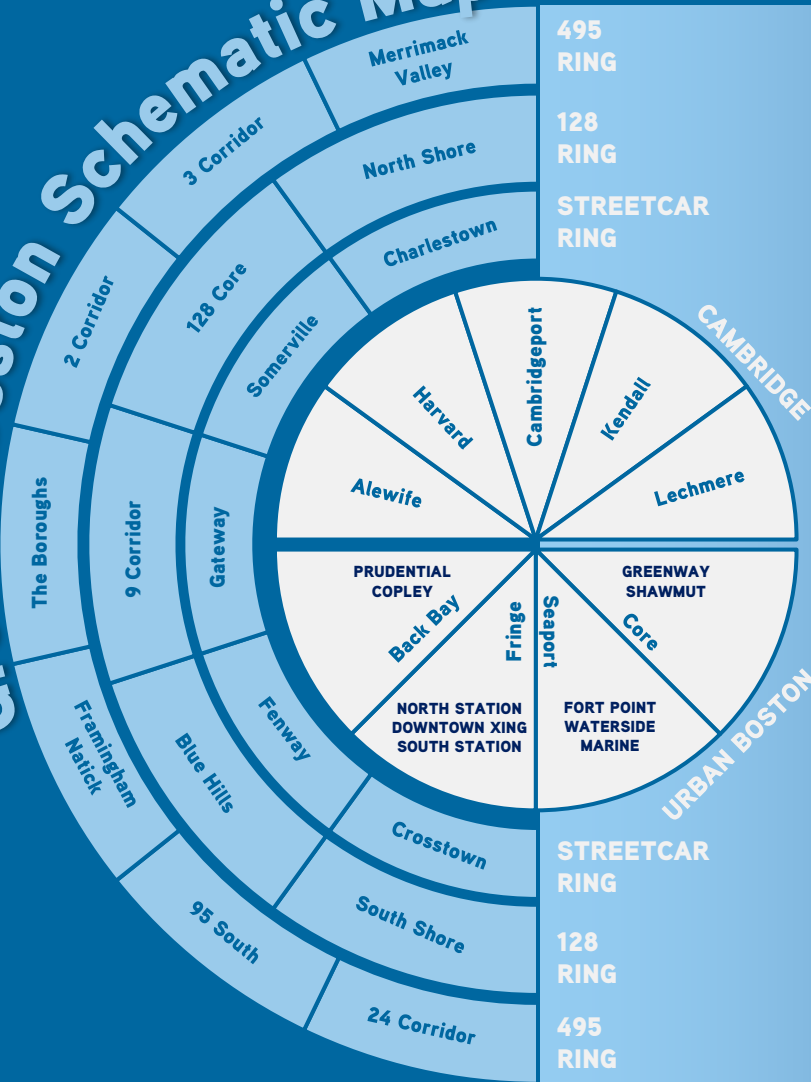 Schematic Map
495
RING
128
RING
STREETCAR
RING
Merrimack
Valley
3 Corridor
2 Corridor
The Boroughs
Framingham
Natick
95 South
24 Corridor
North Shore
128 Core
9 Corridor
Blue Hills
South Shore
Charlestown
Somerville
Gateway
Fenway
Crosstown
CAMBRIDGE
Alewife
Harvard
Cambridgeport
Kendall
Lechmere
PRUDENTIAL
COPLEY
Back Bay
Fringe
NORTH STATION
DOWNTOWN XING
SOUTH STATION
Seaport
FORT POINT
WATERSIDE
MARINE
GREENWAY
SHAWMUT
Core
URBAN BOSTON
STREETCAR
RING
128
RING
495
RING